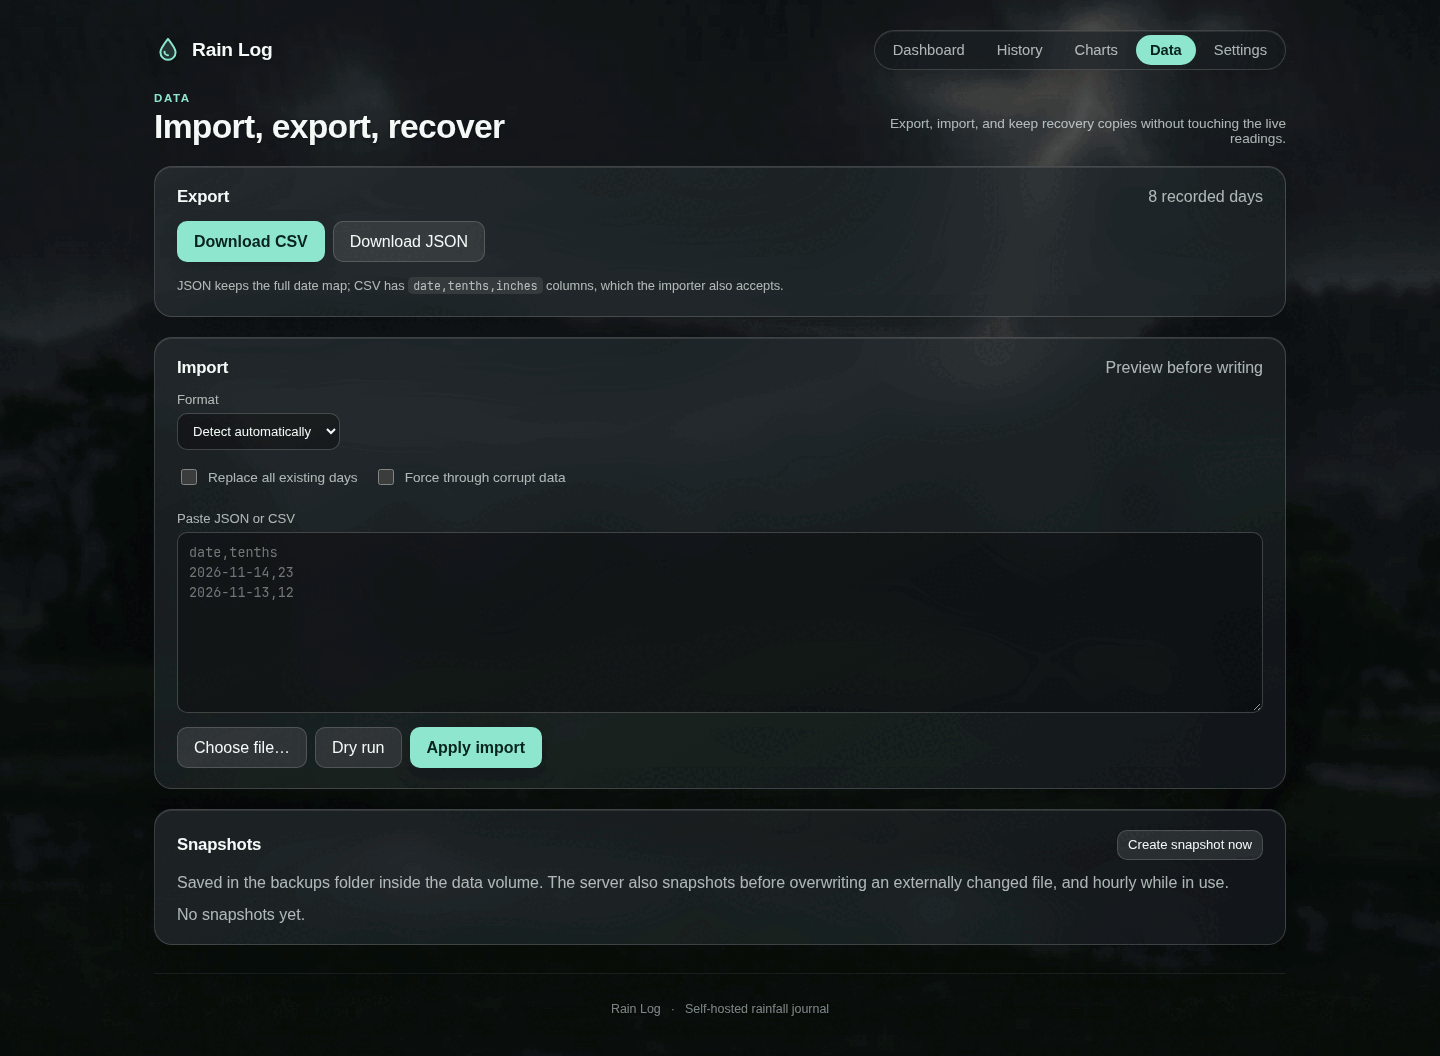 Rain Log
Dashboard History Charts Data Settings
DATA
Import, export, recover
Export, import, and keep recovery copies without touching the live
readings.
Export
8 recorded days
Download CSV Download JSON
JSON keeps the full date map; CSV has date,tenths,inches columns, which the importer also accepts.
Import
Preview before writing
Format
Detect automatically
Replace all existing days Force through corrupt data
Paste JSON or CSV
date,tenths
2026-11-14,23
2026-11-13,12
Choose file… Dry run Apply import
Snapshots
Create snapshot now
Saved in the backups folder inside the data volume. The server also snapshots before overwriting an externally changed file, and hourly while in use.
No snapshots yet.
Rain Log · Self-hosted rainfall journal